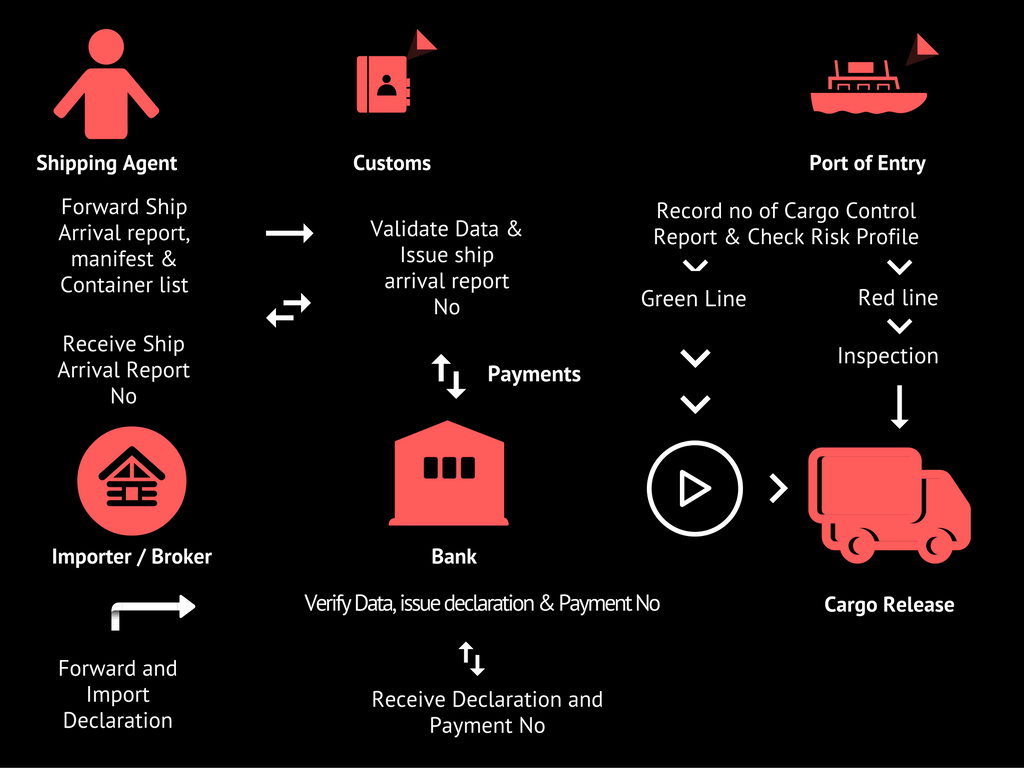 Shipping Agent
Customs
Port of Entry
Forward Ship
Arrival report,
manifest &
Container list
Validate Data &
Issue ship
arrival report
No
Record no of Cargo Control
Report & Check Risk Profile
Green Line
Red line
Inspection
Receive Ship
Arrival Report
No
Payments
Importer / Broker
Bank
Cargo Release
Verify Data, issue declaration & Payment No
Forward and
Import
Declaration
Receive Declaration and
Payment No